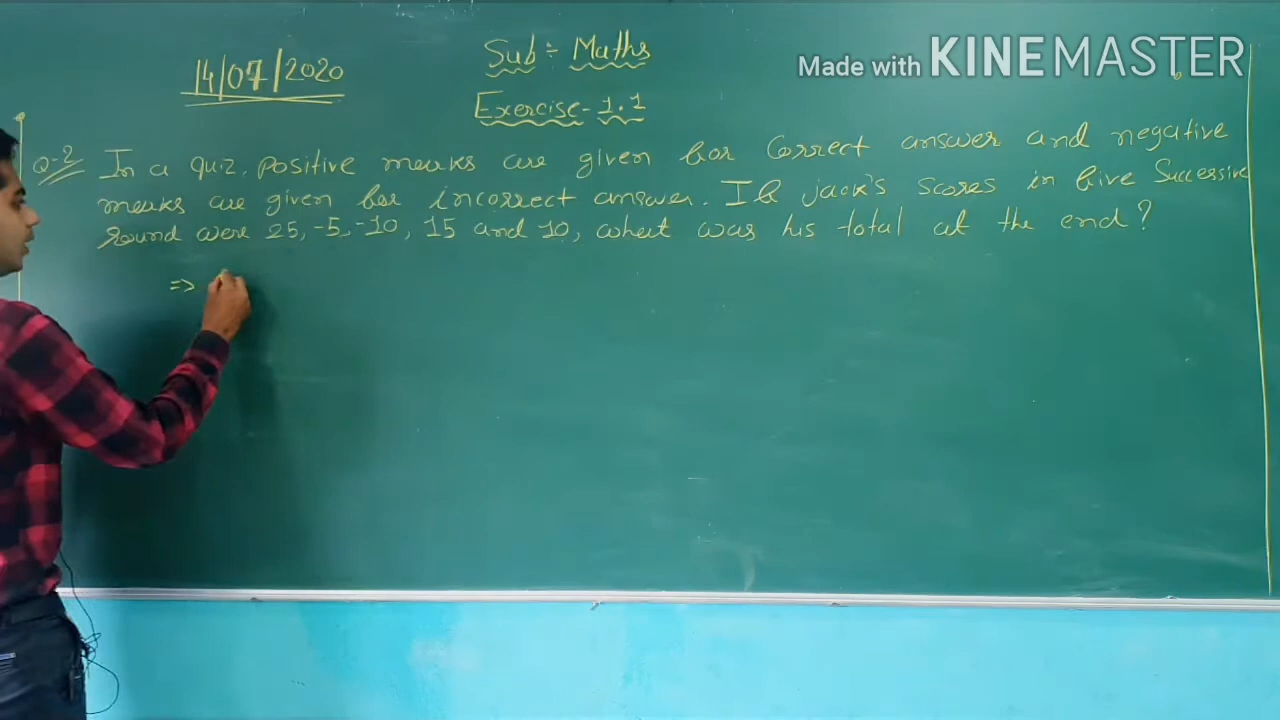 Made with KINEMASTER
14/07/2020
Sub:- Maths
Exercise-1.1
Q-2 In a quiz, positive marks are given for correct answer and negative
marks are given for incorrect answer. If jack's scores in five Successive
round were 25, -5, -10, 15 and 10, what was his total at the end?
=>